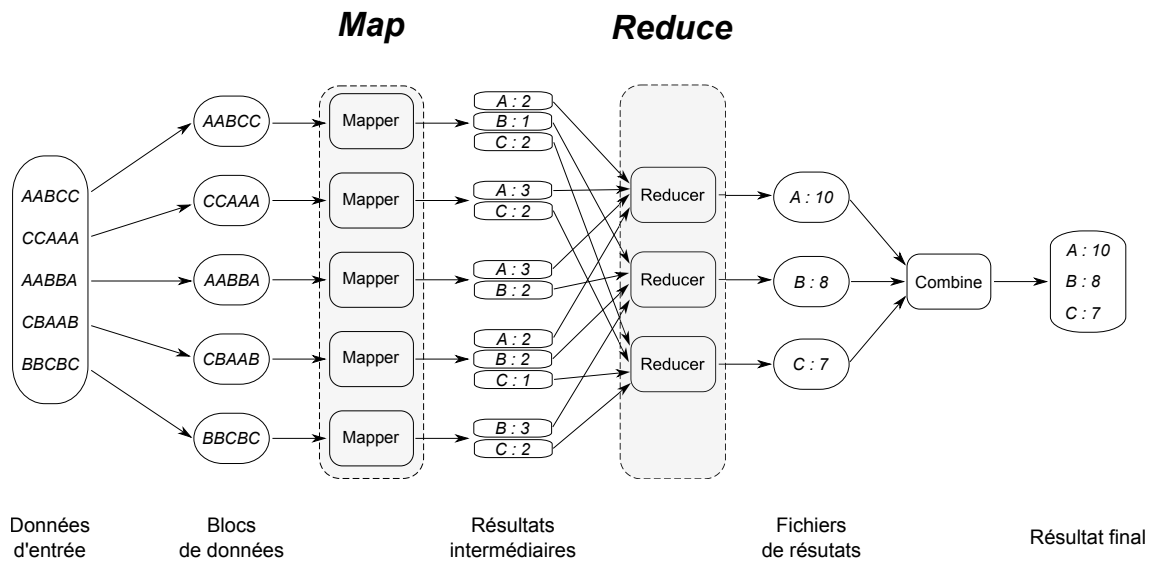 Map
Reduce
AABCC
CCAAA
AABBA
CBAAB
BBCBC
AABCC
CCAAA
AABBA
CBAAB
BBCBC
Mapper
Mapper
Mapper
Mapper
Mapper
A : 2
B : 1
C : 2
A : 3
C : 2
A : 3
B : 2
A : 2
B : 2
C : 1
B : 3
C : 2
Reducer
Reducer
Reducer
A : 10
B : 8
C : 7
Combine
A : 10
B : 8
C : 7
Données
d'entrée
Blocs
de données
Résultats
intermédiaires
Fichiers
de résutats
Résultat final